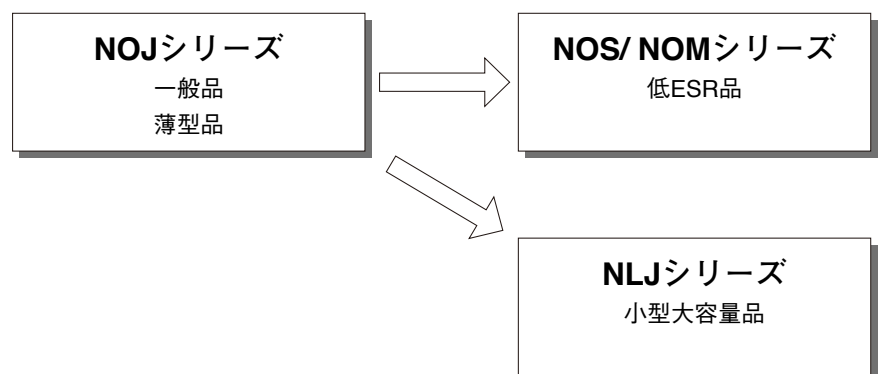 NOJシリーズ
一般品
薄型品
NOS/ NOMシリーズ
低ESR品
NLJシリーズ
小型大容量品